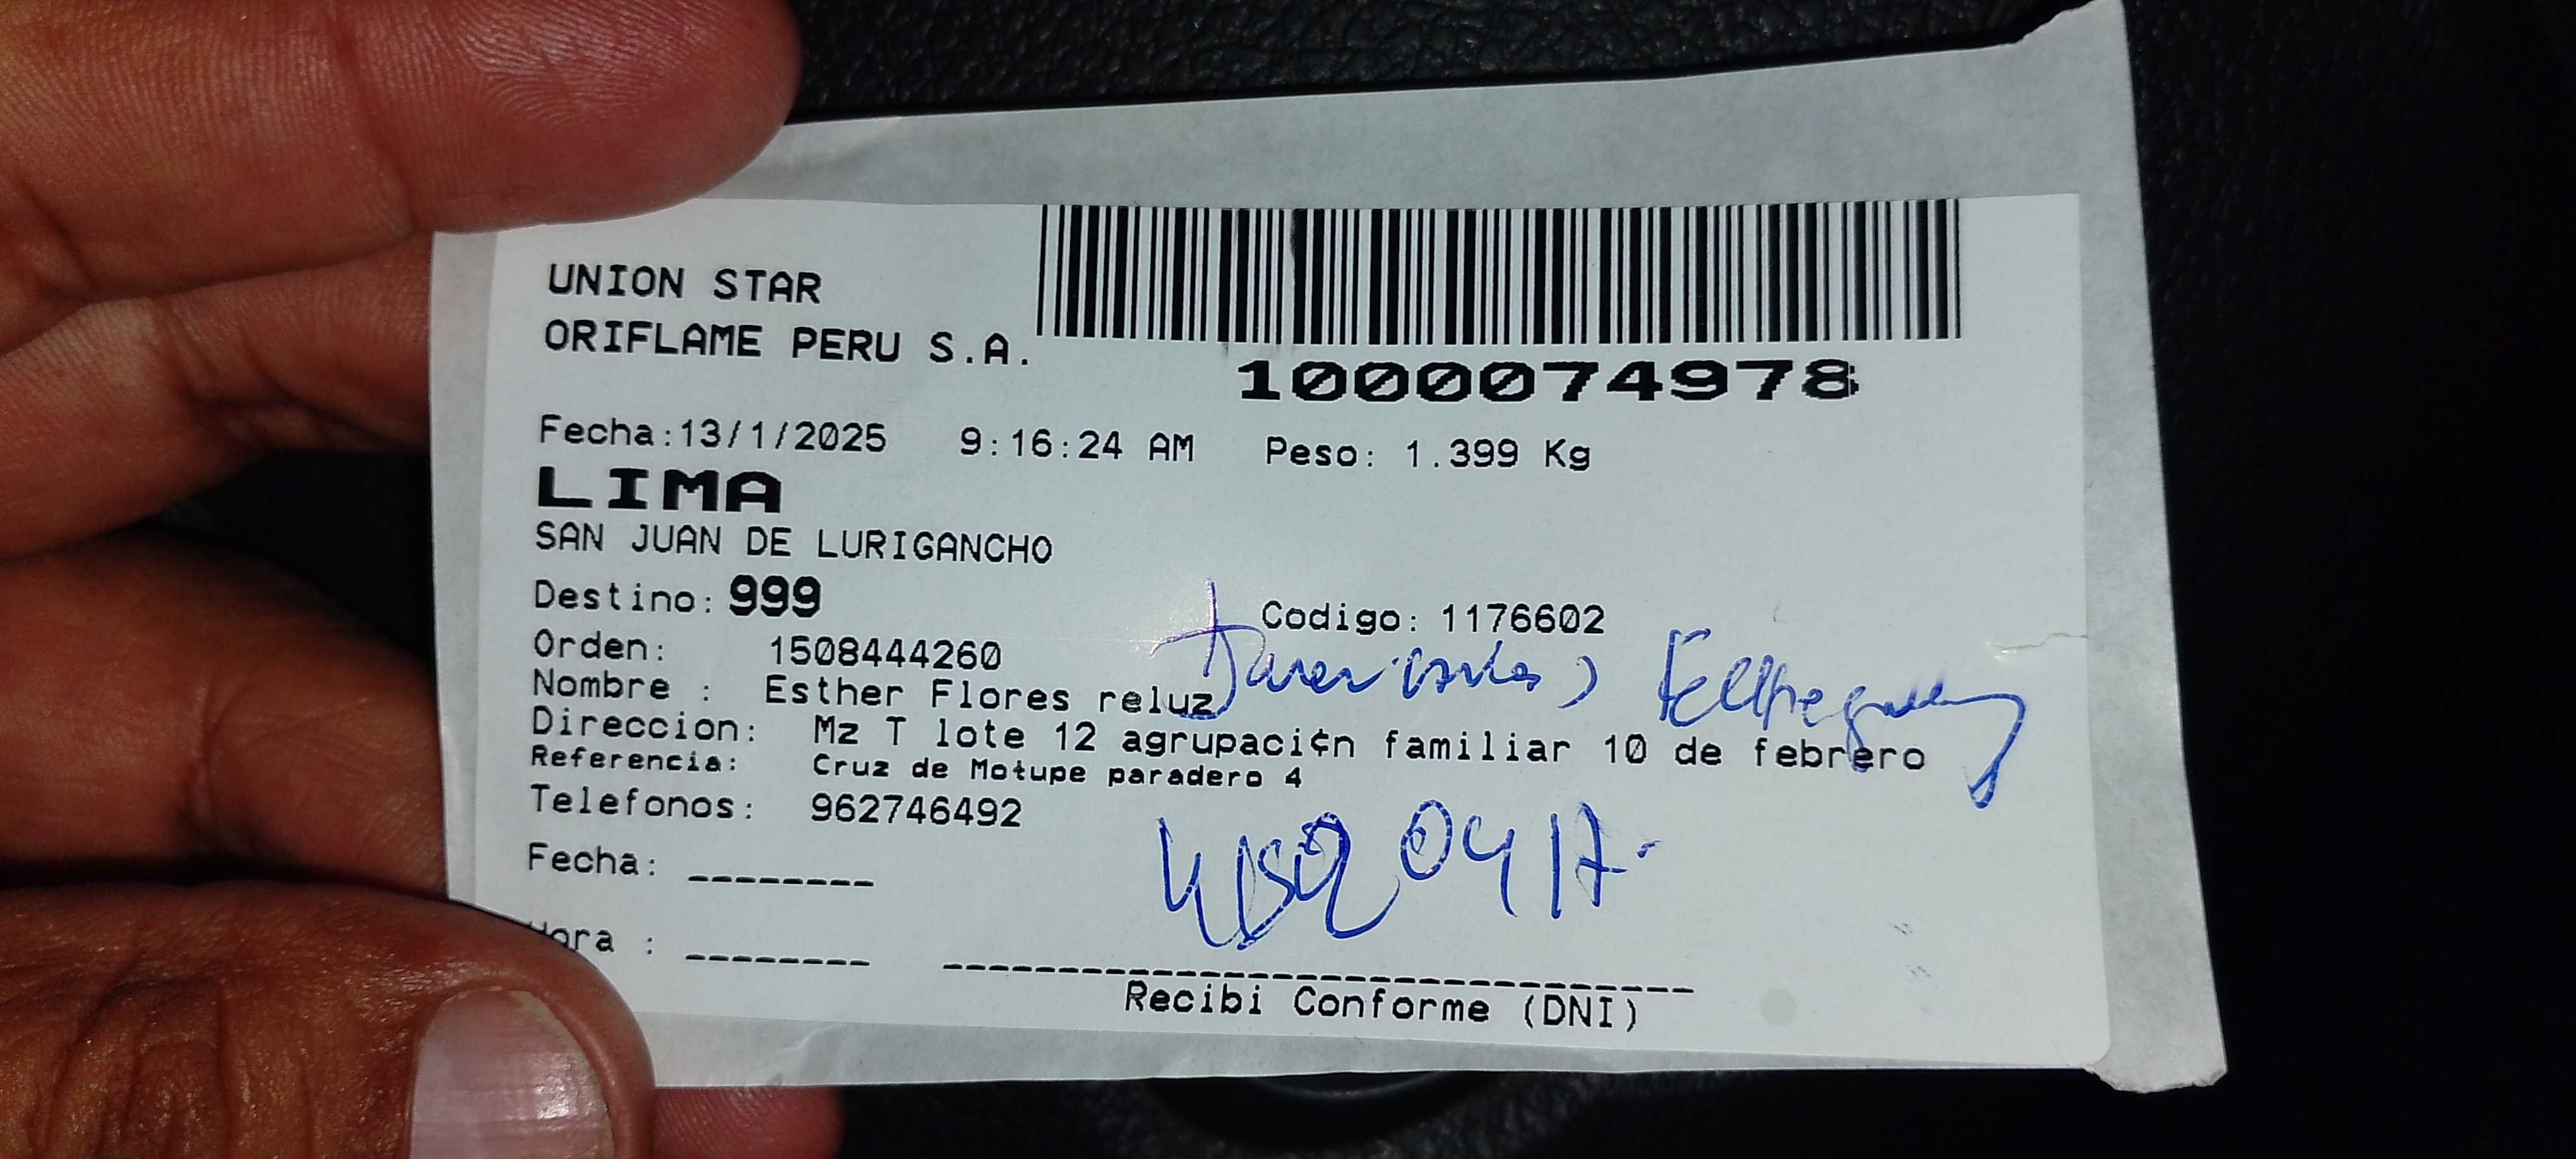 UNION STAR
ORIFLAME PERU S.A.
1000074978
Fecha:13/1/2025 9:16:24 AM Peso: 1.399 Kg
LIMA
SAN JUAN DE LURIGANCHO
Destino: 999
Codigo: 1176602
Orden: 1508444260
Nombre : Esther Flores reluz
Direccion: Mz T lote 12 agrupaci¢n familiar 10 de febrero
Referencia: Cruz de Motupe paradero 4
Telefonos: 962746492
Fecha: --------
Hora : --------
Recibi Conforme (DNI)